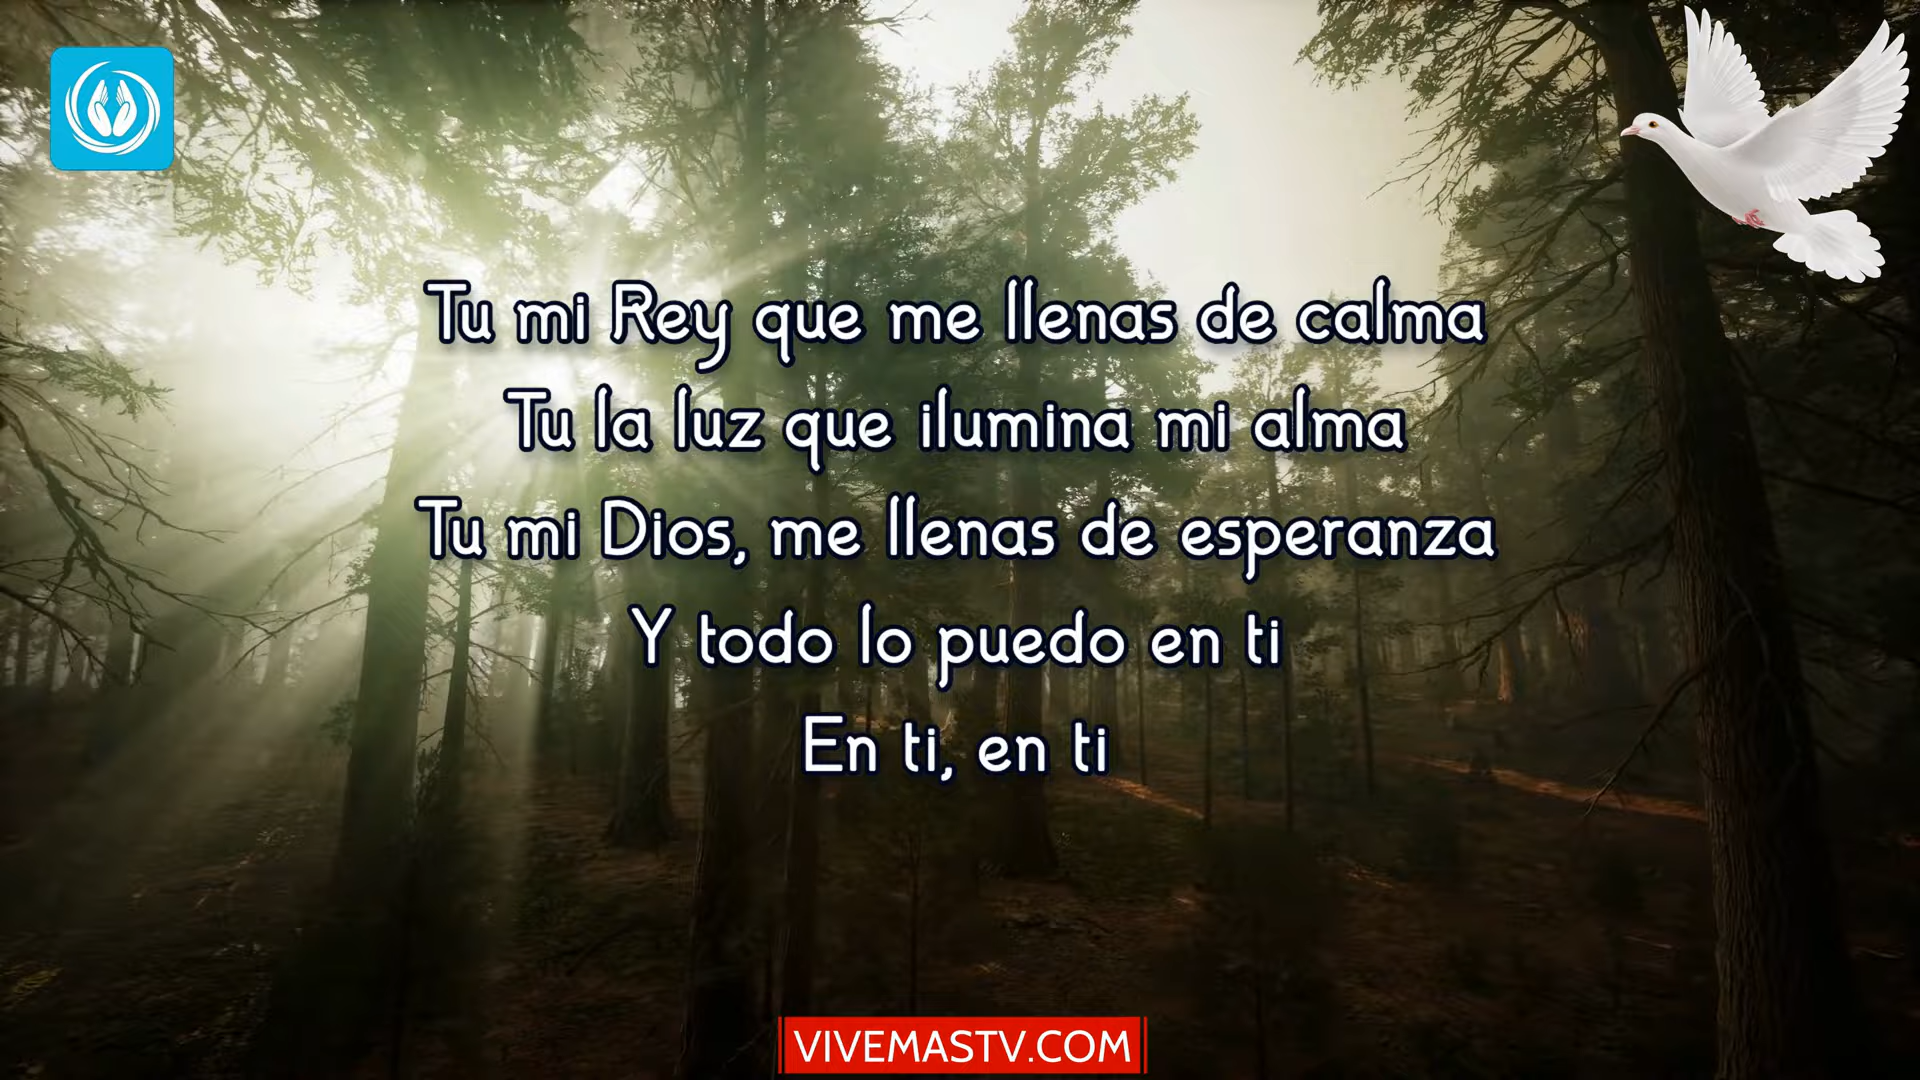 Tu mi Rey que me llenas de calma
Tu la luz que ilumina mi alma
Tu mi Dios, me llenas de esperanza
Y todo lo puedo en ti
En ti, en ti
VIVEMASTV.COM